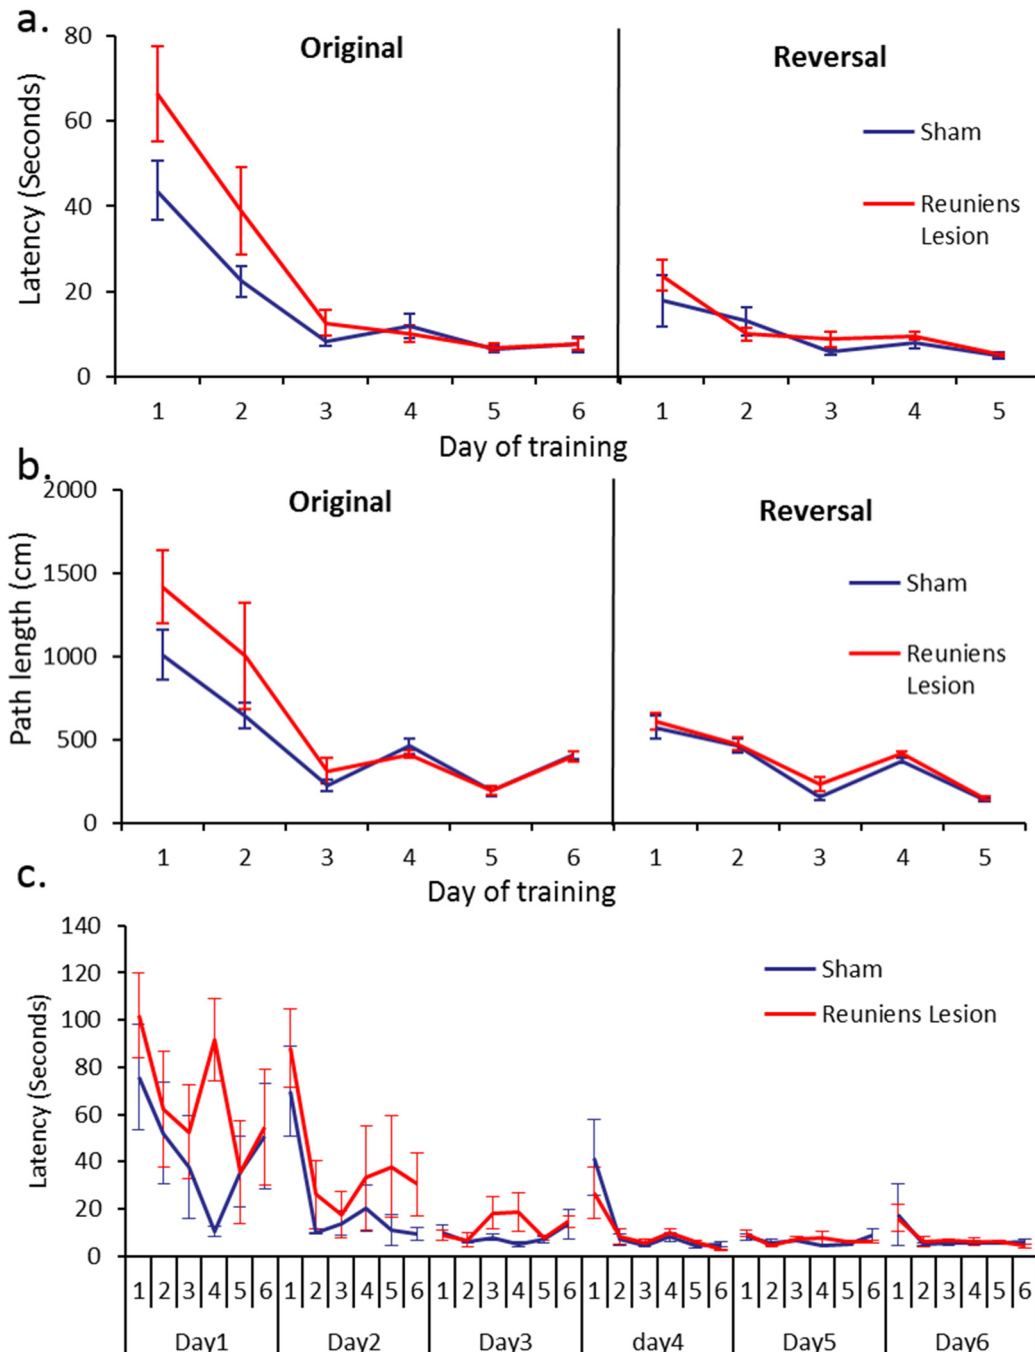 a.
80
Original
Reversal
60
Sham
Latency (Seconds)
40
Reuniens
Lesion
20
0
1 2 3 4 5 6 1 2 3 4 5
Day of training
b.
2000
Original
Reversal
1500
Sham
Path length (cm)
1000
Reuniens
Lesion
500
0
1 2 3 4 5 6 1 2 3 4 5
Day of training
c.
140
120
Sham
100
Reuniens Lesion
80
Latency (Seconds)
60
40
20
0
1 2 3 4 5 6 1 2 3 4 5 6 1 2 3 4 5 6 1 2 3 4 5 6 1 2 3 4 5 6 1 2 3 4 5 6
Day1 Day2 Day3 day4 Day5 Day6